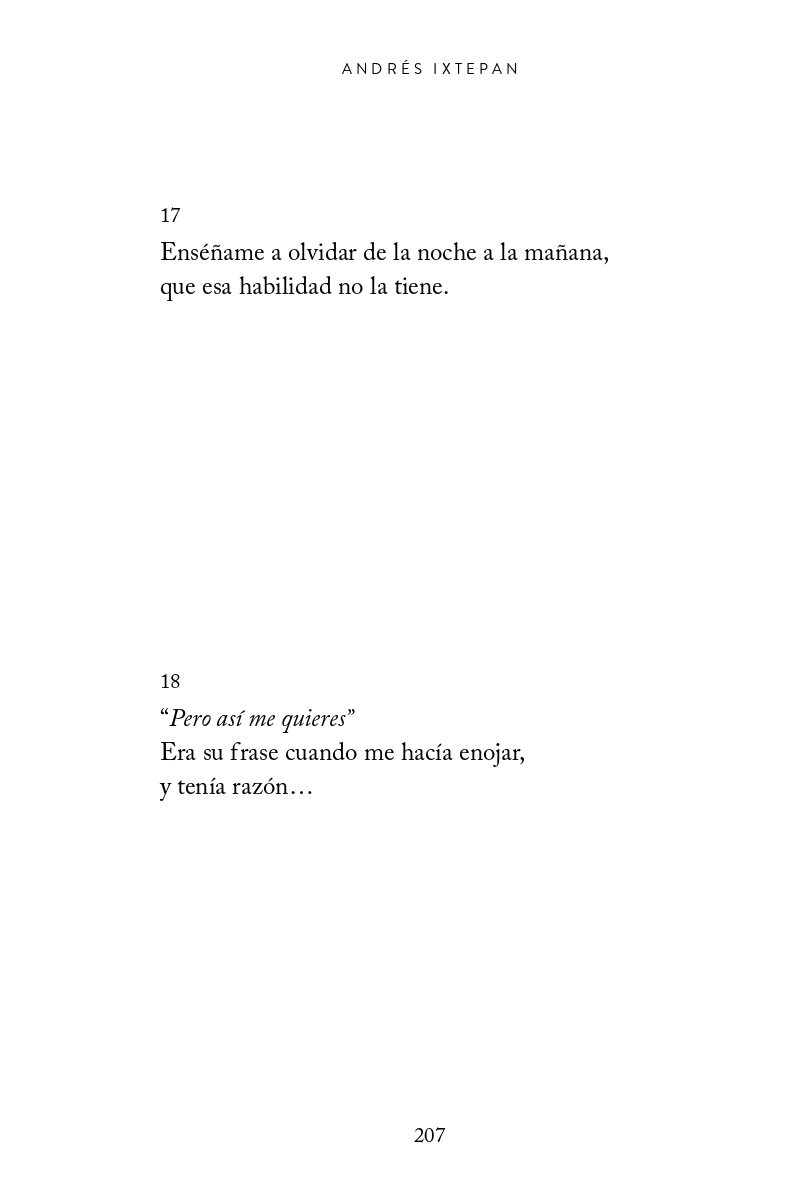 ANDRÉS IXTEPAN
17
Enséñame a olvidar de la noche a la mañana,
que esa habilidad no la tiene.
18
“Pero así me quieres”
Era su frase cuando me hacía enojar,
y tenía razón…
207